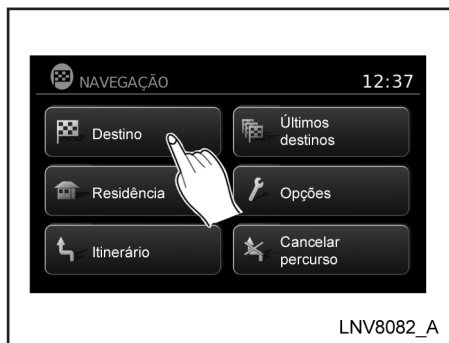 NAVEGAÇÃO
12:37
Destino
Últimos
destinos
Residência
Opções
Itinerário
Cancelar
percurso
LNV8082_A